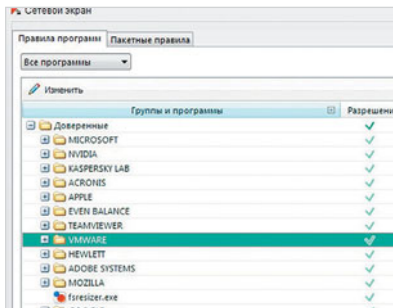 Сетевой экран
Правила программ Пакетные правила
Все программы
Изменить
Группы и программы Разрешени
Доверенные
MICROSOFT
NVIDIA
KASPERSKY LAB
ACRONIS
APPLE
EVEN BALANCE
TEAMVIEWER
VMWARE
HEWLETT
ADOBE SYSTEMS
MOZILLA
fsresizer.exe